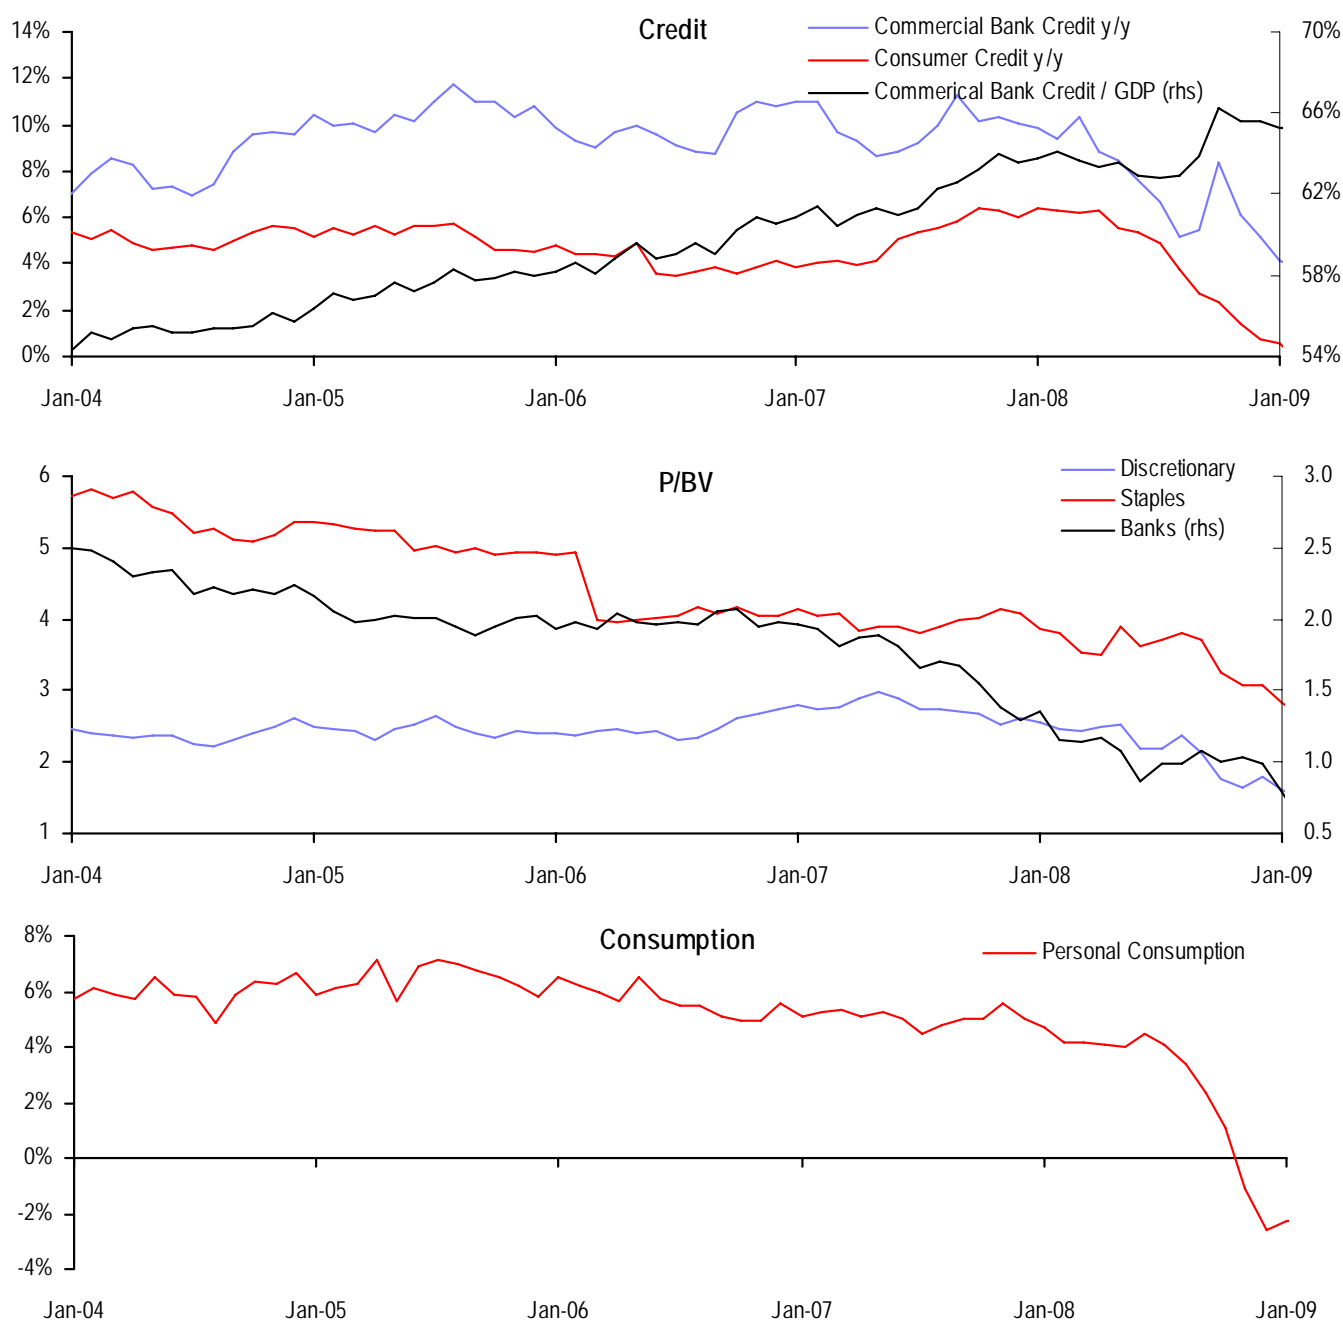 Credit
Commercial Bank Credit y/y
Consumer Credit y/y
Commerical Bank Credit / GDP (rhs)
14%
12%
10%
8%
6%
4%
2%
0%
70%
66%
62%
58%
54%
Jan-04 Jan-05 Jan-06 Jan-07 Jan-08 Jan-09
P/BV
Discretionary
Staples
Banks (rhs)
6
5
4
3
2
1
3.0
2.5
2.0
1.5
1.0
0.5
Jan-04 Jan-05 Jan-06 Jan-07 Jan-08 Jan-09
Consumption
Personal Consumption
8%
6%
4%
2%
0%
-2%
-4%
Jan-04 Jan-05 Jan-06 Jan-07 Jan-08 Jan-09